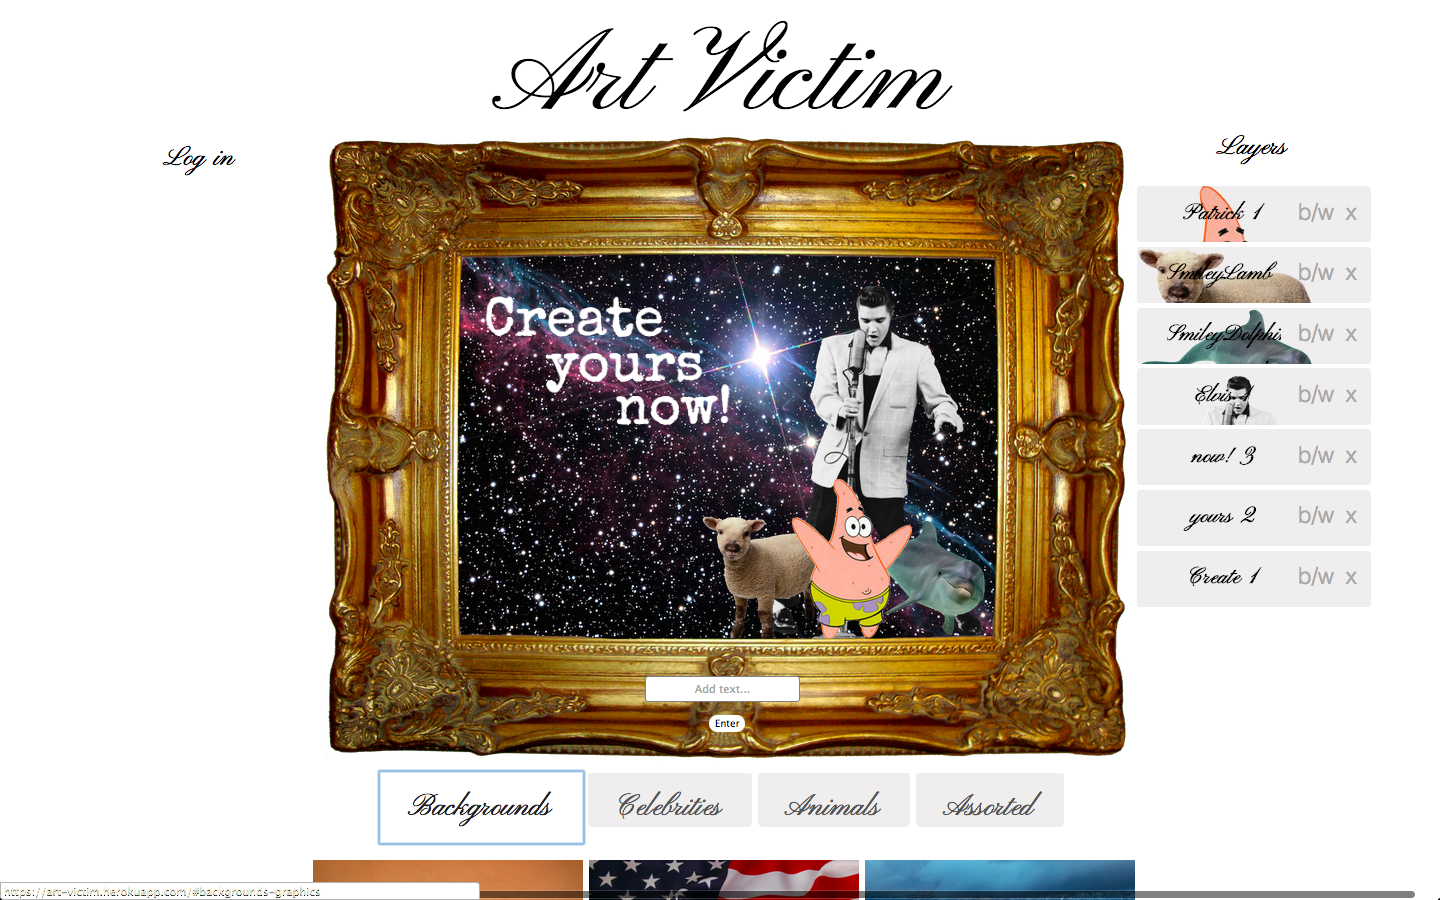 Art Victim
Log in
Layers
Patrick 1 b/w x
SmileyLamb b/w x
SmileyDolphi b/w x
Elvis b/w x
now! 3 b/w x
yours 2 b/w x
Create 1 b/w x
Create
yours
now!
Add text...
Enter
Backgrounds Celebrities Animals Assorted
https://art-victim.herokuapp.com/#backgrounds-graphics